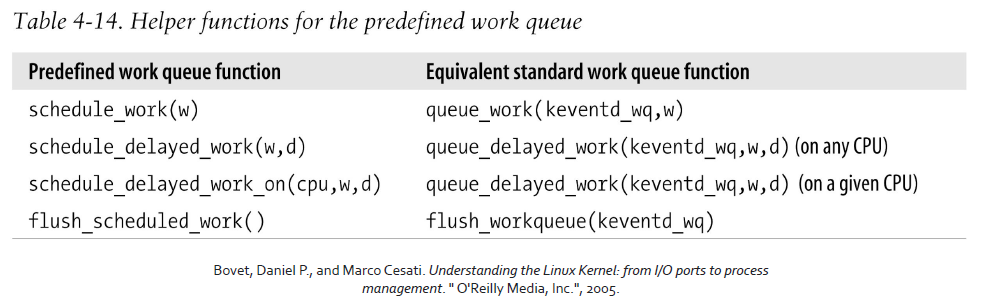 Table 4-14. Helper functions for the predefined work queue
Predefined work queue function Equivalent standard work queue function
schedule_work(w) queue_work(keventd_wq,w)
schedule_delayed_work(w,d) queue_delayed_work(keventd_wq,w,d) (on any CPU)
schedule_delayed_work_on(cpu,w,d) queue_delayed_work(keventd_wq,w,d) (on a given CPU)
flush_scheduled_work() flush_workqueue(keventd_wq)
Bovet, Daniel P., and Marco Cesati. Understanding the Linux Kernel: from I/O ports to process
management. " O'Reilly Media, Inc.", 2005.